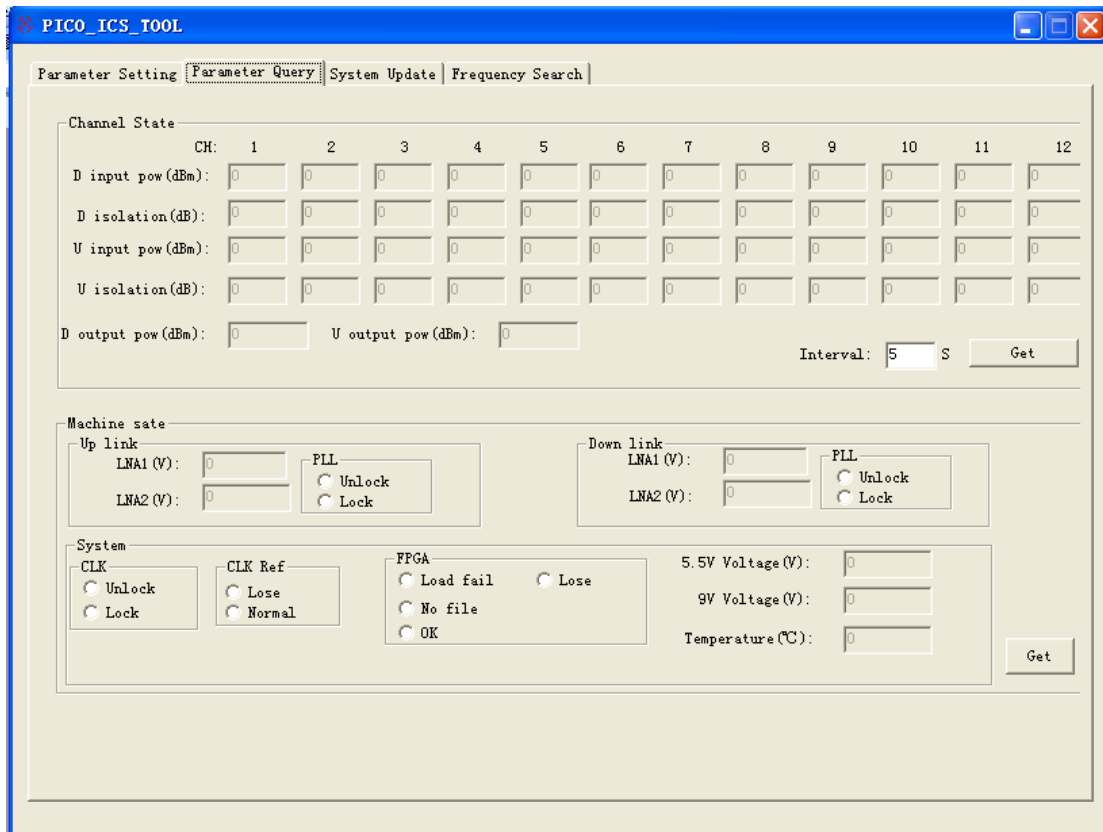 PICO_ICS_TOOL
Parameter Setting Parameter Query System Update Frequency Search
Channel State
CH: 1 2 3 4 5 6 7 8 9 10 11 12
D input pow(dBm): 0 0 0 0 0 0 0 0 0 0 0 0
D isolation(dB): 0 0 0 0 0 0 0 0 0 0 0 0
U input pow(dBm): 0 0 0 0 0 0 0 0 0 0 0 0
U isolation(dB): 0 0 0 0 0 0 0 0 0 0 0 0
D output pow(dBm): 0 U output pow(dBm): 0
Interval: 5 S Get
Machine sate
Up link
LNA1(V): 0
LNA2(V): 0
PLL
Unlock
Lock
Down link
LNA1(V): 0
LNA2(V): 0
PLL
Unlock
Lock
System
CLK
Unlock
Lock
CLK Ref
Lose
Normal
FPGA
Load fail Lose
No file
OK
5.5V Voltage(V): 0
9V Voltage(V): 0
Temperature(℃): 0
Get